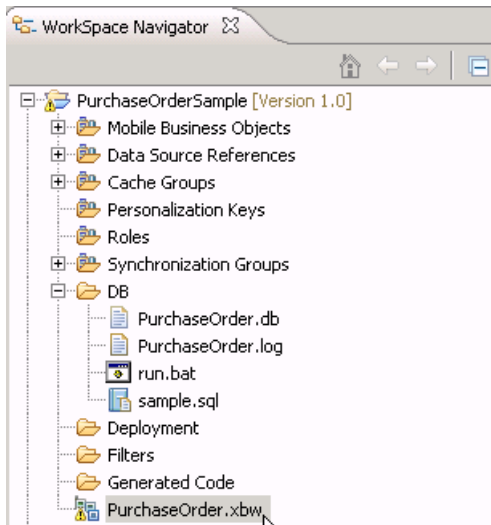 WorkSpace Navigator
PurchaseOrderSample [Version 1.0]
Mobile Business Objects
Data Source References
Cache Groups
Personalization Keys
Roles
Synchronization Groups
DB
PurchaseOrder.db
PurchaseOrder.log
run.bat
sample.sql
Deployment
Filters
Generated Code
PurchaseOrder.xbw